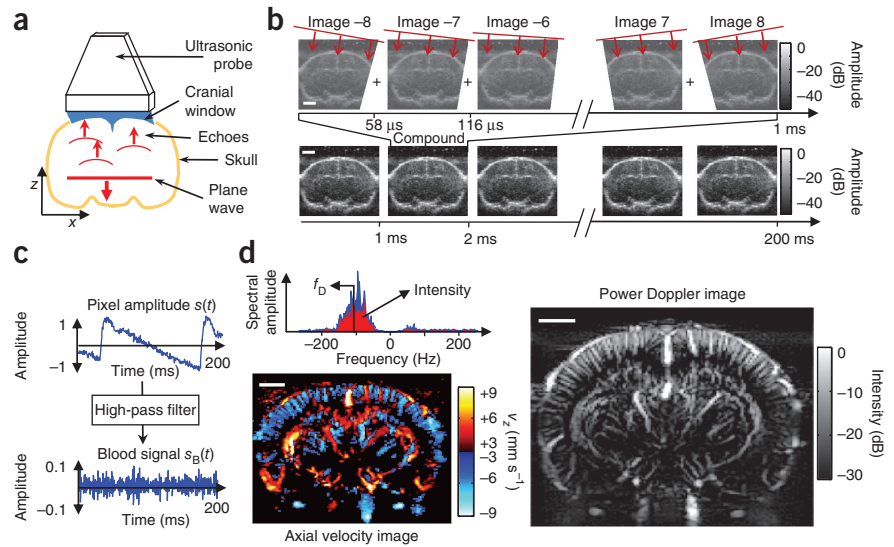 a
Ultrasonic
probe
Cranial
window
Echoes
Skull
Plane
wave
z
x
b
Image –8
Image –7
Image –6
Image 7
Image 8
+
+
+
+
0
–20
–40
Amplitude
(dB)
58 µs
116 µs
1 ms
Compound
0
–20
–40
Amplitude
(dB)
1 ms
2 ms
200 ms
c
Pixel amplitude s(t)
1
–1
Amplitude
200
Time (ms)
High-pass filter
Blood signal sB(t)
0.1
–0.1
Amplitude
200
Time (ms)
d
fD
Intensity
Spectral
amplitude
–200
0
200
Frequency (Hz)
+9
+6
+3
–3
–6
–9
vz (mm s–1)
Axial velocity image
Power Doppler image
0
–10
–20
–30
Intensity (dB)